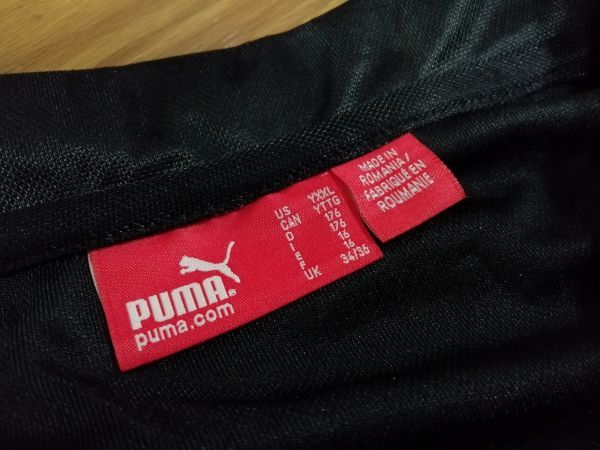 PUMA®
puma.com
US YXXL
CAN YTTG
D 176
I 176
E 16
F 16
UK 34/36
MADE IN
ROMANIA/
FABRIQUÉ EN
ROUMANIE